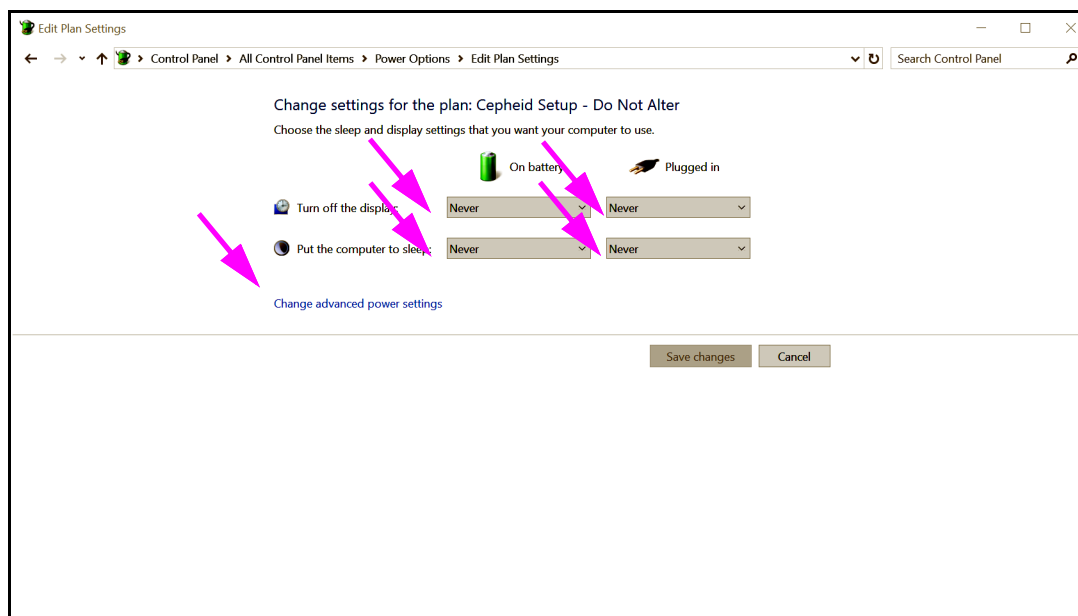 Edit Plan Settings
Control Panel > All Control Panel Items > Power Options > Edit Plan Settings
Search Control Panel
Change settings for the plan: Cepheid Setup - Do Not Alter
Choose the sleep and display settings that you want your computer to use.
On battery Plugged in
Turn off the display: Never Never
Put the computer to sleep: Never Never
Change advanced power settings
Save changes Cancel